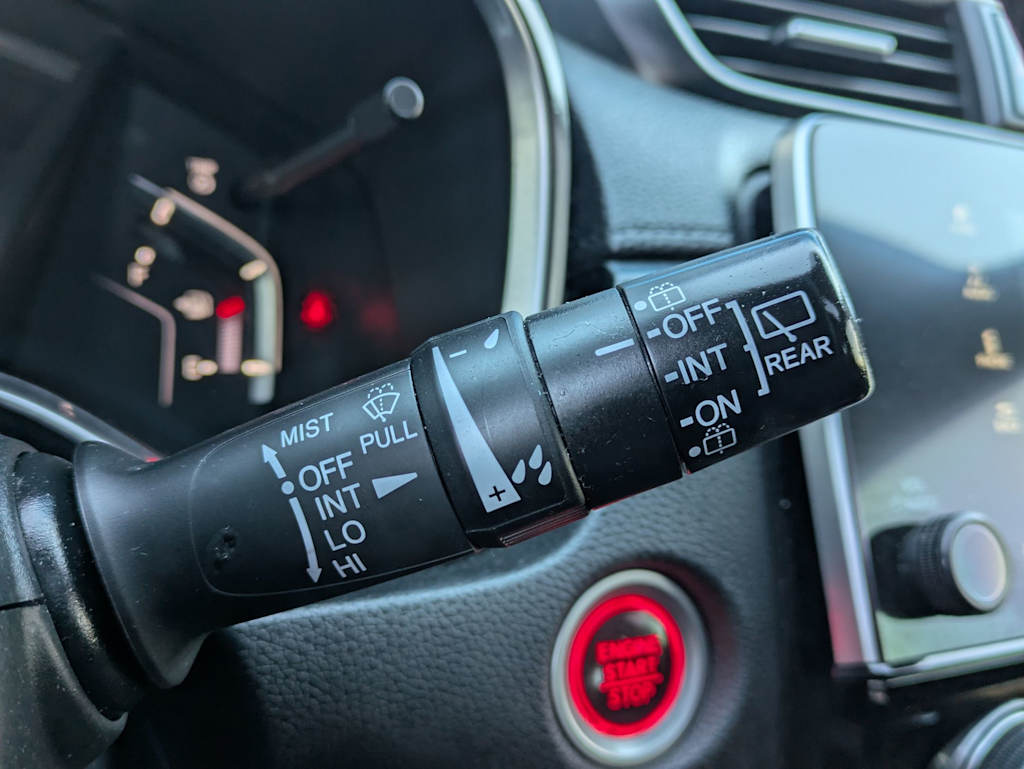 MIST
OFF
INT
LO
HI
PULL
- +
OFF
INT
ON
REAR
ENGINE
START
STOP